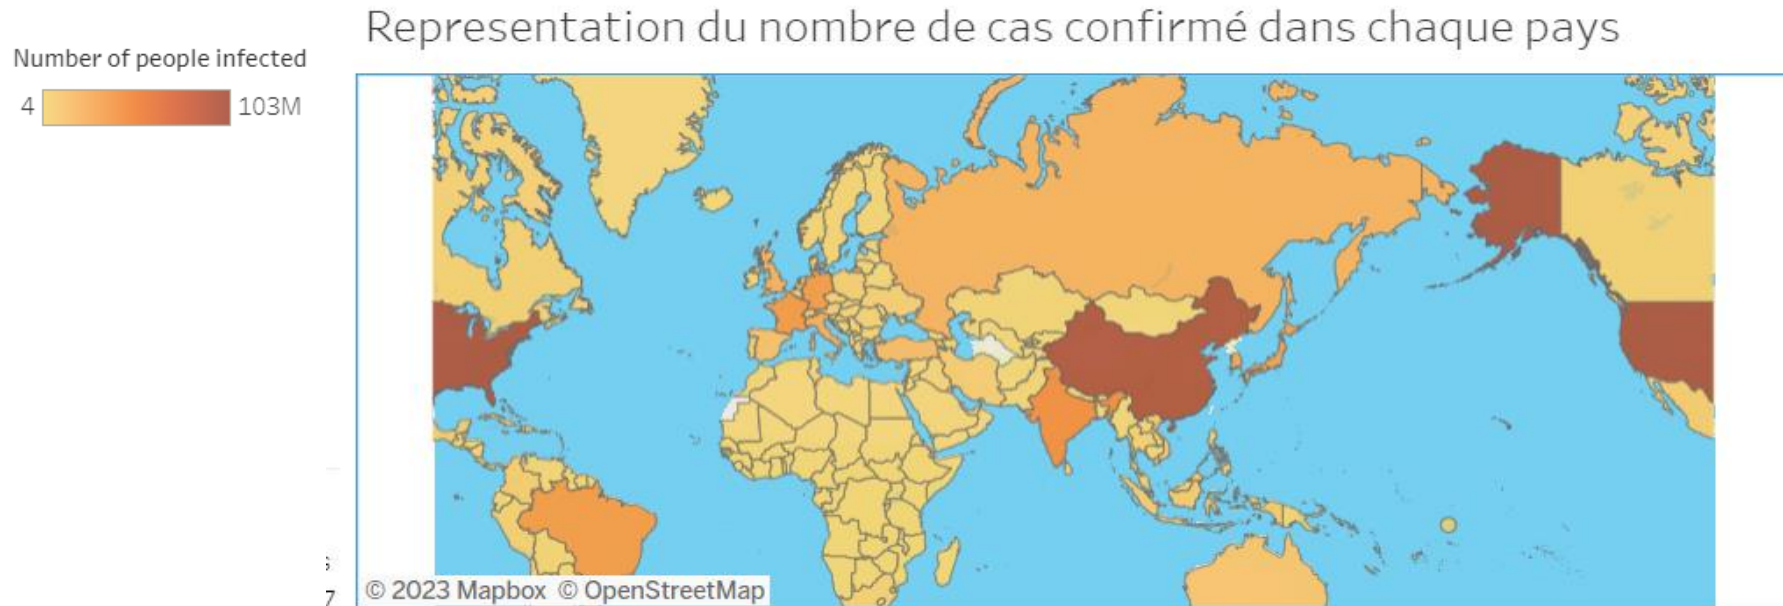 Representation du nombre de cas confirmé dans chaque pays
Number of people infected
4 103M
7
© 2023 Mapbox © OpenStreetMap